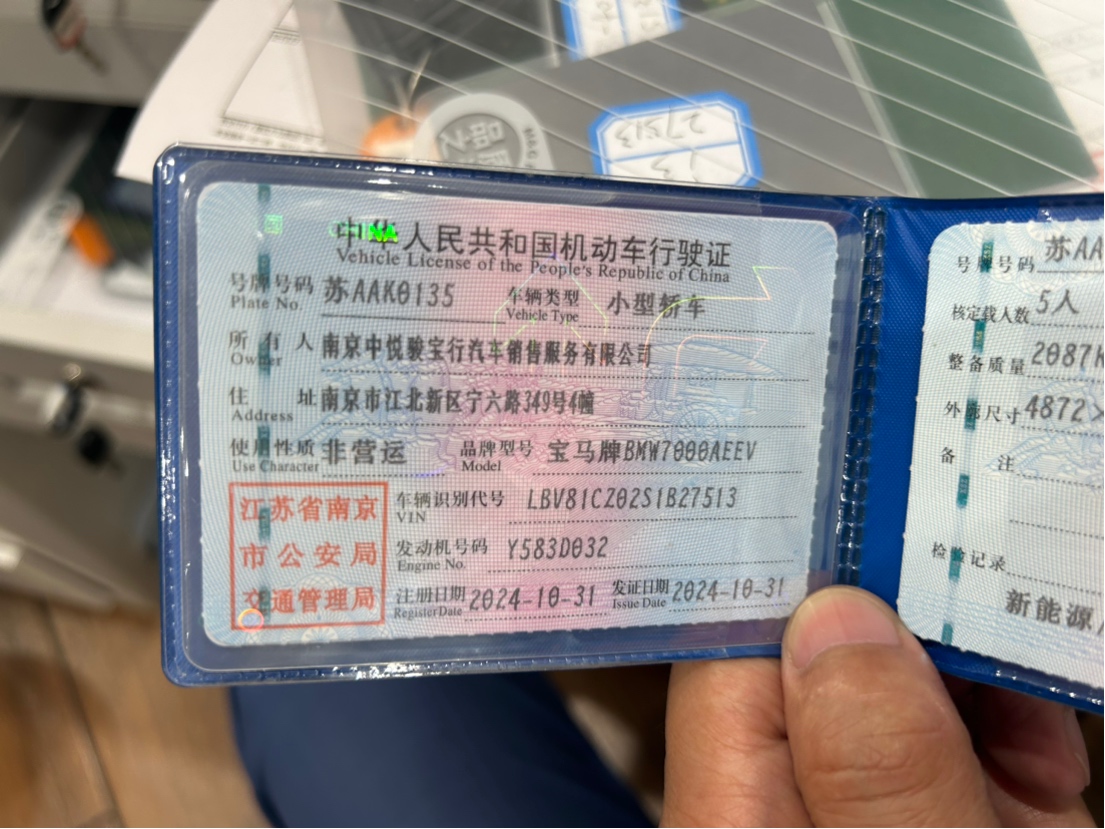 中华人民共和国机动车行驶证
Vehicle License of the People's Republic of China
号牌号码 苏AAK0135 车辆类型 小型轿车
Plate No. Vehicle Type
所有人 南京中悦骏宝行汽车销售服务有限公司
Owner
住址 南京市江北新区宁六路349号4幢
Address
使用性质 非营运 品牌型号 宝马牌BMW7000AEEV
Use Character Model
江苏省南京
市公安局
交通管理局
车辆识别代号 LBV81CZ02S1B27513
VIN
发动机号码 Y583D032
Engine No.
注册日期 2024-10-31 发证日期 2024-10-31
Register Date Issue Date
号牌号码 苏AA
核定载人数 5人
整备质量 2087K
外廓尺寸 4872×
备注
检验记录
新能源
27513